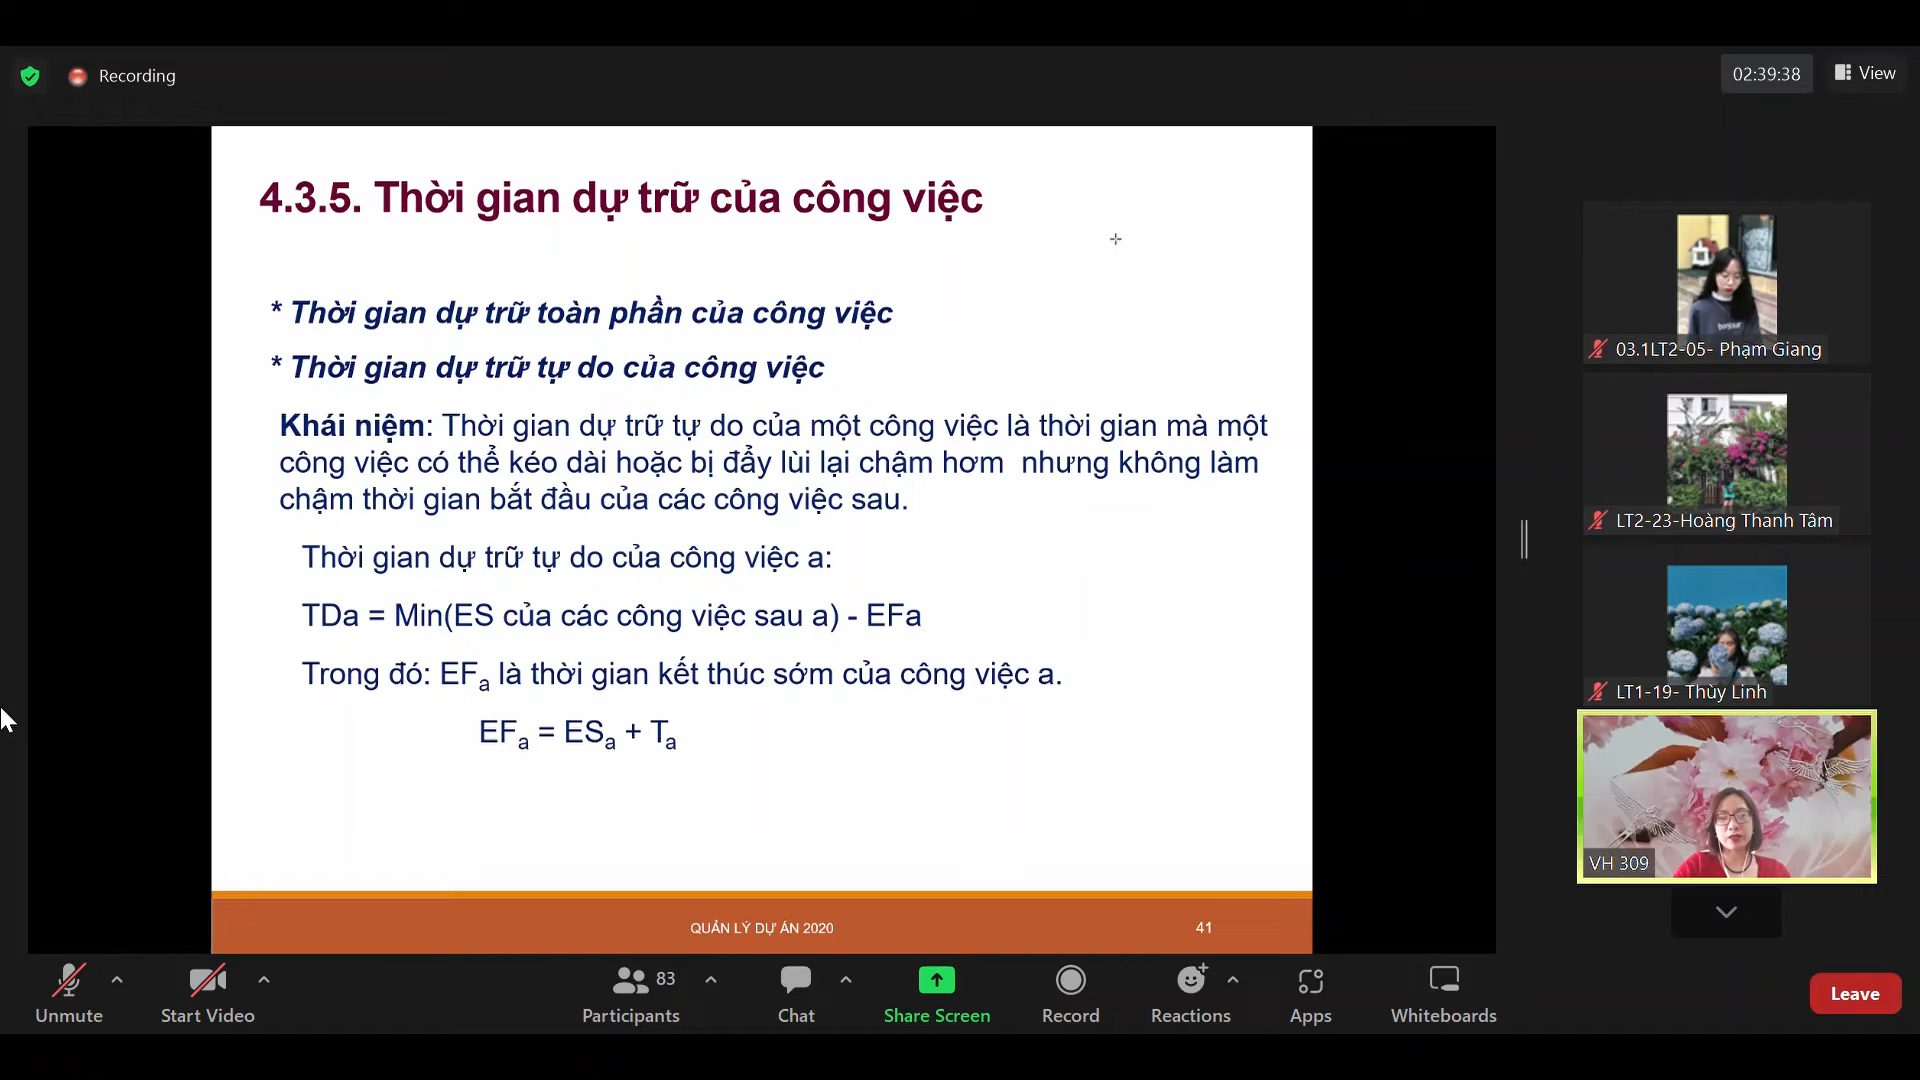 Recording
02:39:38
View
4.3.5. Thời gian dự trữ của công việc
* Thời gian dự trữ toàn phần của công việc
* Thời gian dự trữ tự do của công việc
Khái niệm: Thời gian dự trữ tự do của một công việc là thời gian mà một
công việc có thể kéo dài hoặc bị đẩy lùi lại chậm hơm nhưng không làm
chậm thời gian bắt đầu của các công việc sau.
Thời gian dự trữ tự do của công việc a:
TDa = Min(ES của các công việc sau a) - EFa
Trong đó: EFa là thời gian kết thúc sớm của công việc a.
EFa = ESa + Ta
QUẢN LÝ DỰ ÁN 2020
41
03.1LT2-05- Phạm Giang
LT2-23-Hoàng Thanh Tâm
LT1-19- Thùy Linh
VH 309
Unmute
Start Video
83
Participants
Chat
Share Screen
Record
Reactions
Apps
Whiteboards
Leave